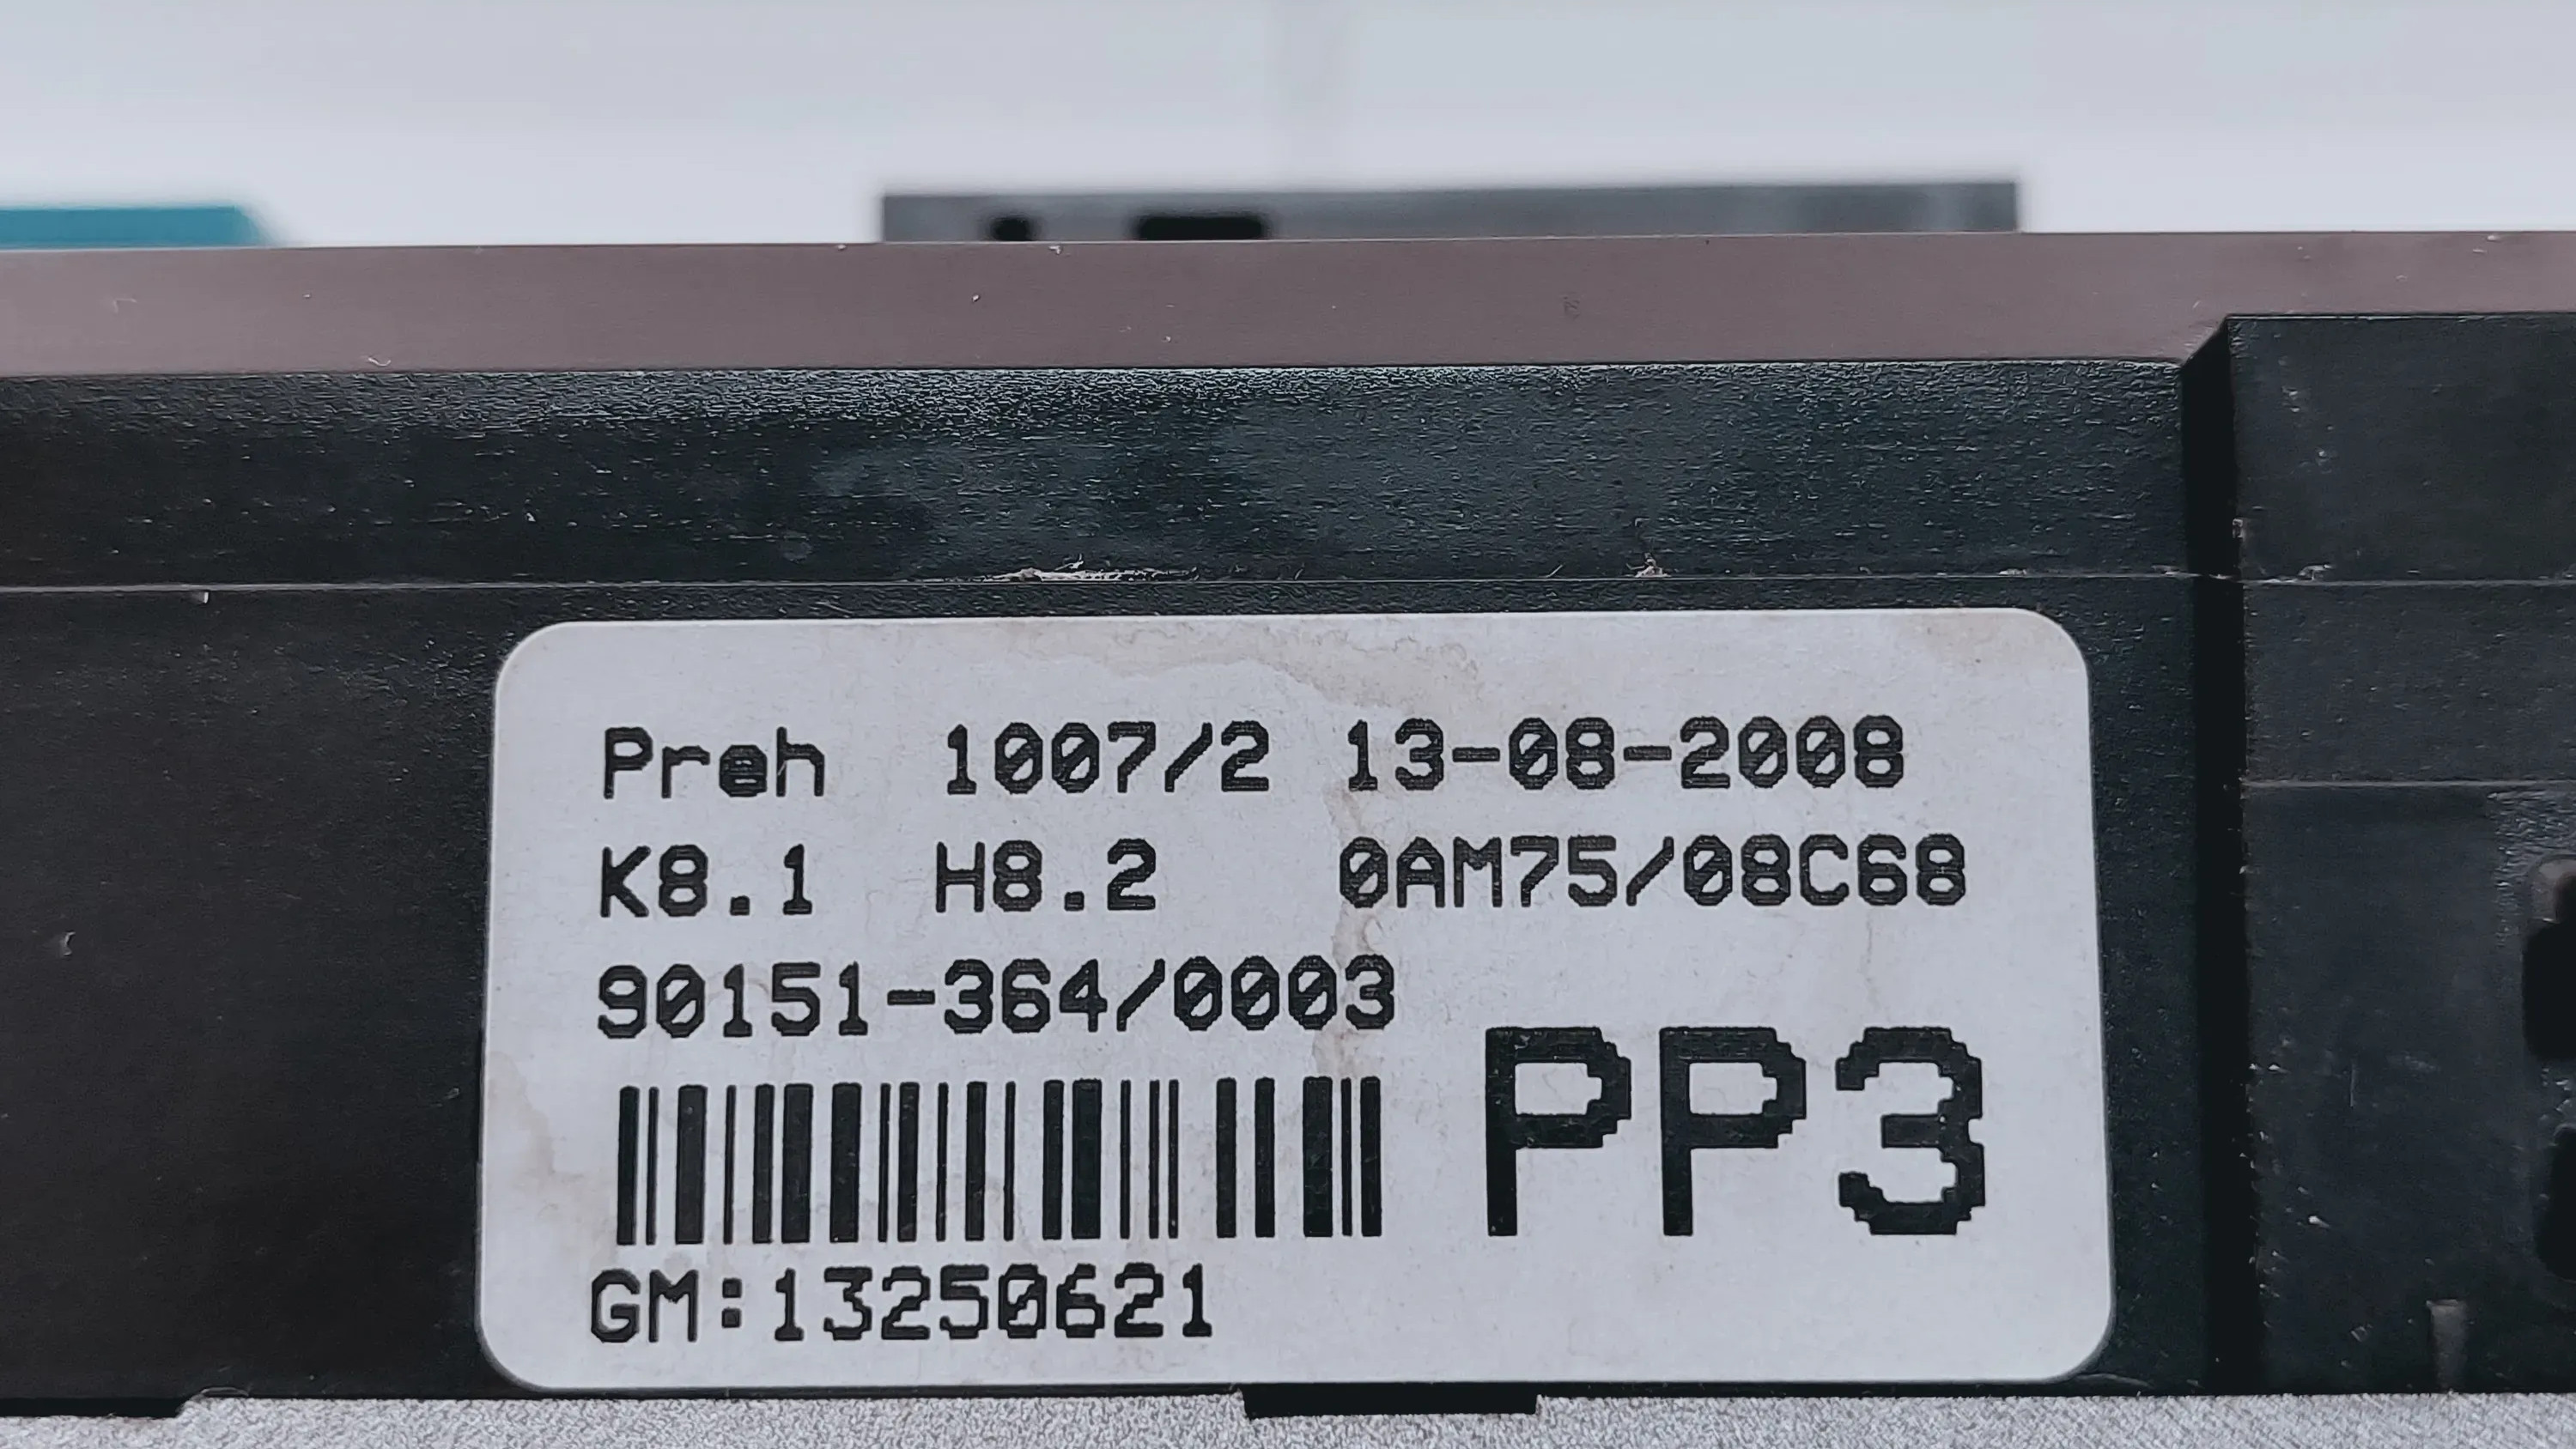 Preh 1007/2 13-08-2008
K8.1 H8.2 0AM75/08C68
90151-364/0003
PP3
GM:13250621